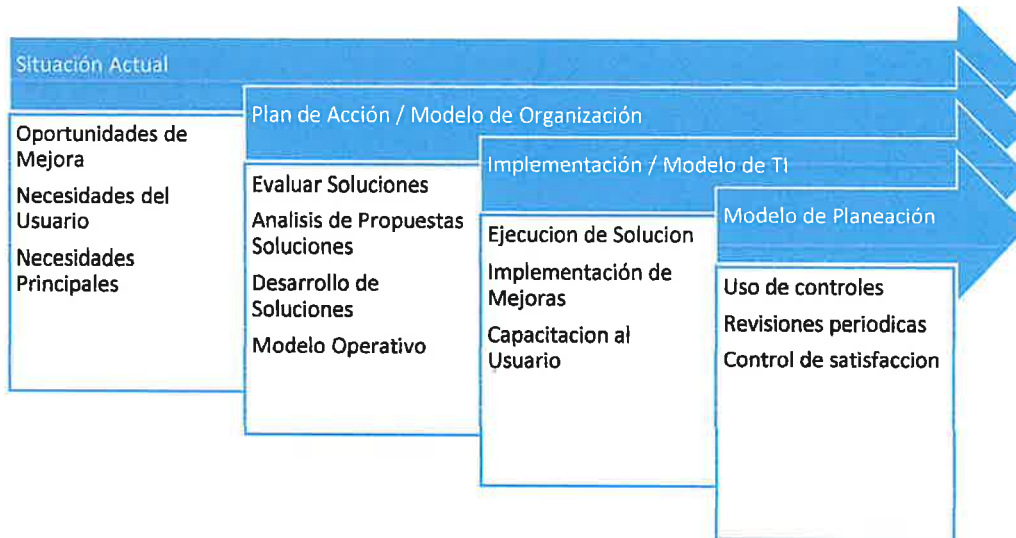 Situación Actual
Oportunidades de
Mejora
Necesidades del
Usuario
Necesidades
Principales
Plan de Acción / Modelo de Organización
Evaluar Soluciones
Analisis de Propuestas
Soluciones
Desarrollo de
Soluciones
Modelo Operativo
Implementación / Modelo de TI
Ejecucion de Solucion
Implementación de
Mejoras
Capacitacion al
Usuario
Modelo de Planeación
Uso de controles
Revisiones periodicas
Control de satisfaccion